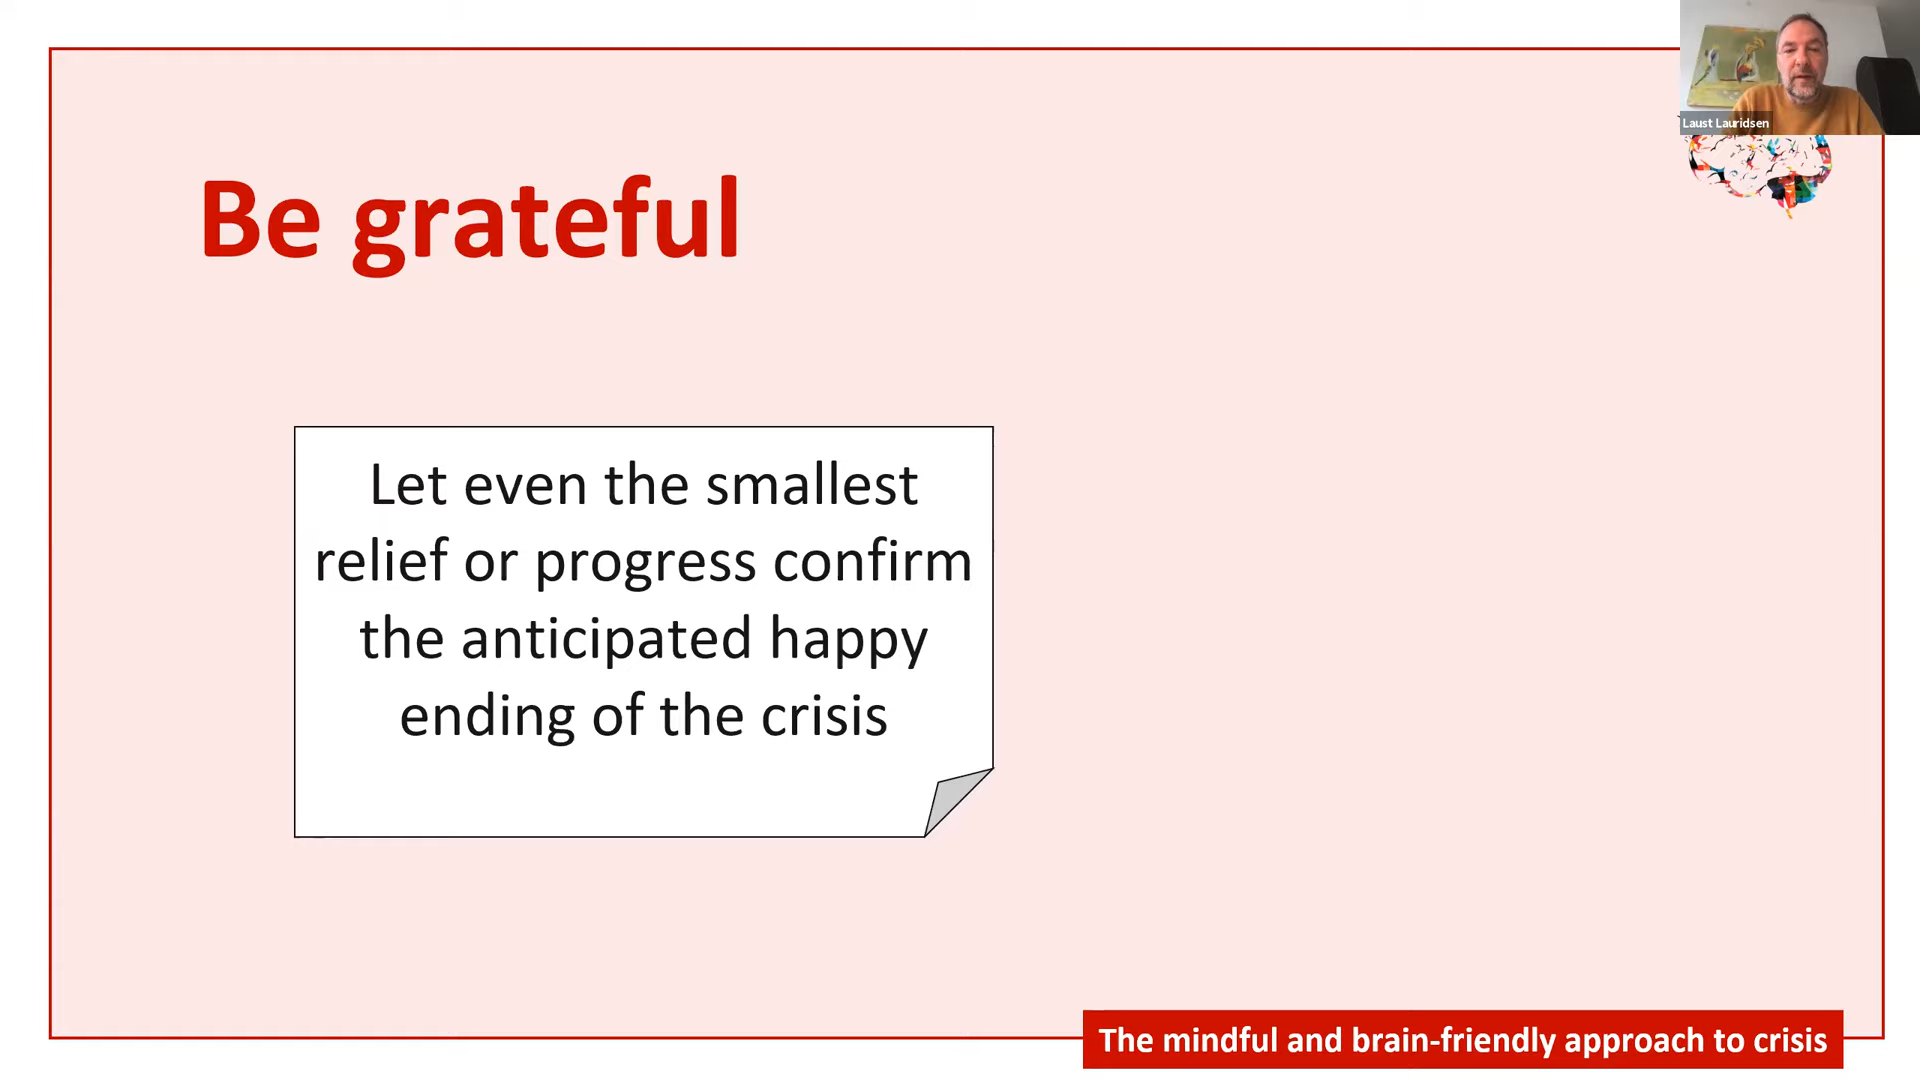 Be grateful
Let even the smallest
relief or progress confirm
the anticipated happy
ending of the crisis
Laust Lauridsen
The mindful and brain-friendly approach to crisis